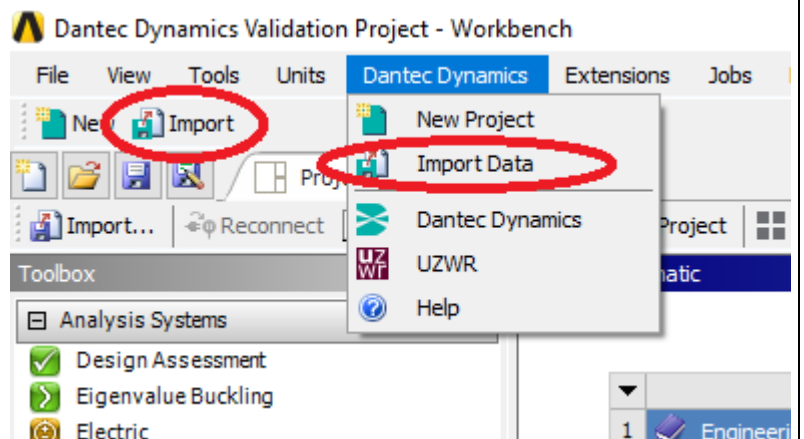 Dantec Dynamics Validation Project - Workbench
File View Tools Units Dantec Dynamics Extensions Jobs
New Import
New Project
Import Data
Import... Reconnect Project
Dantec Dynamics
UZWR
Help
Toolbox
Analysis Systems
Design Assessment
Eigenvalue Buckling
Electric
1